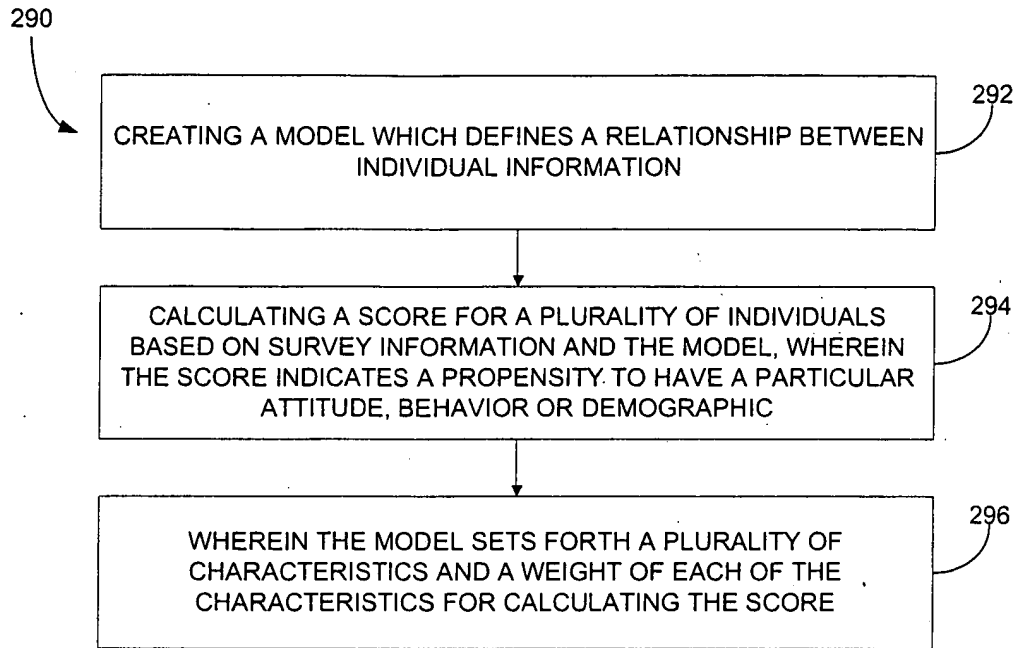 290
292
CREATING A MODEL WHICH DEFINES A RELATIONSHIP BETWEEN
INDIVIDUAL INFORMATION
294
CALCULATING A SCORE FOR A PLURALITY OF INDIVIDUALS
BASED ON SURVEY INFORMATION AND THE MODEL, WHEREIN
THE SCORE INDICATES A PROPENSITY TO HAVE A PARTICULAR
ATTITUDE, BEHAVIOR OR DEMOGRAPHIC
296
WHEREIN THE MODEL SETS FORTH A PLURALITY OF
CHARACTERISTICS AND A WEIGHT OF EACH OF THE
CHARACTERISTICS FOR CALCULATING THE SCORE